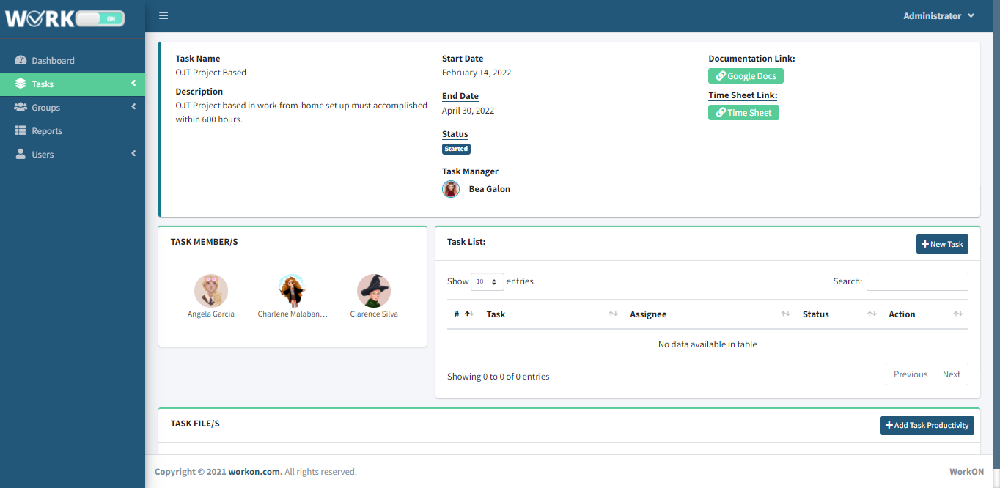 WORK ON
Administrator
Dashboard
Tasks
Groups
Reports
Users
Task Name
OJT Project Based
Description
OJT Project based in work-from-home set up must accomplished
within 600 hours.
Start Date
February 14, 2022
End Date
April 30, 2022
Status
Started
Task Manager
Bea Galon
Documentation Link:
Google Docs
Time Sheet Link:
Time Sheet
TASK MEMBER/S
Angela Garcia
Charlene Malaban...
Clarence Silva
Task List:
New Task
Show 10 entries
Search:
# Task Assignee Status Action
No data available in table
Showing 0 to 0 of 0 entries
Previous Next
TASK FILE/S
Add Task Productivity
Copyright © 2021 workon.com. All rights reserved.
WorkON